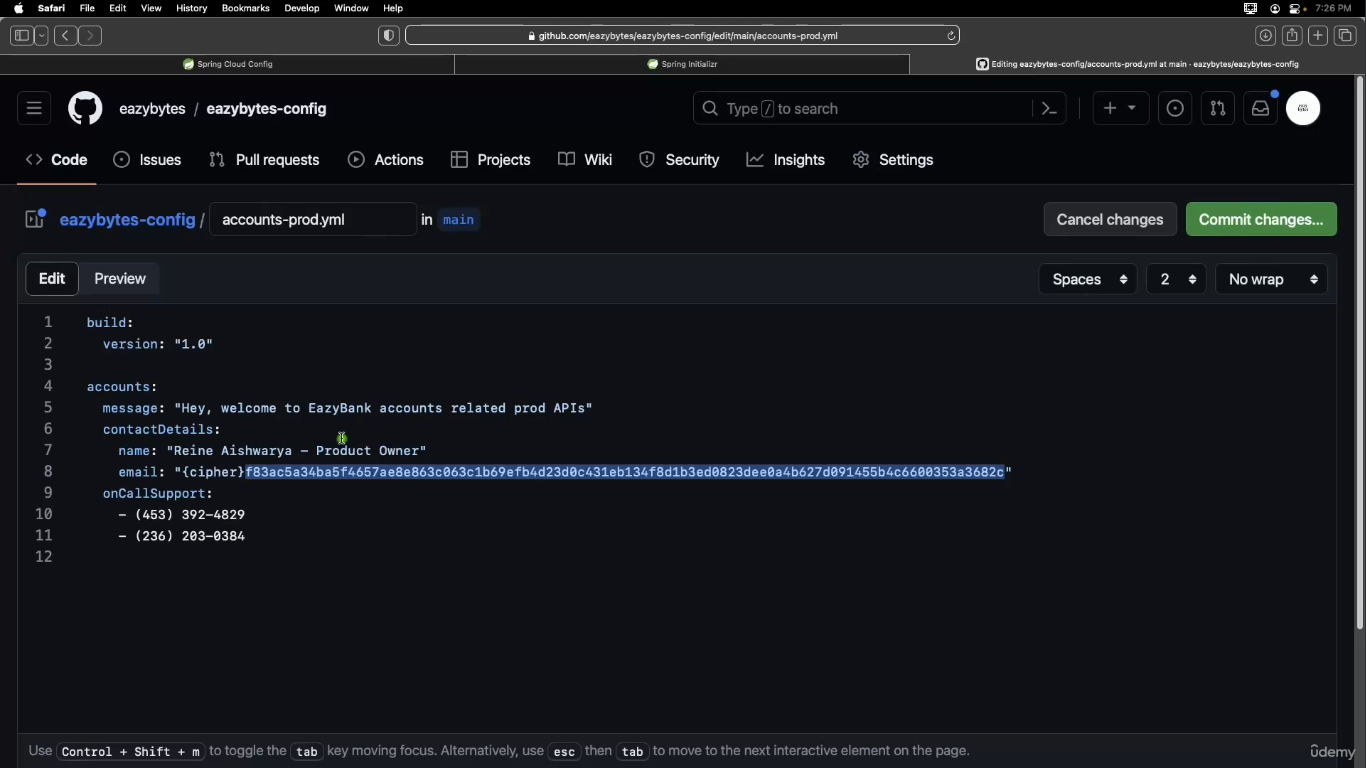 Safari File Edit View History Bookmarks Develop Window Help 7:26 PM
github.com/eazybytes/eazybytes-config/edit/main/accounts-prod.yml
Spring Cloud Config Spring Initializr Editing eazybytes-config/accounts-prod.yml at main · eazybytes/eazybytes-config
eazybytes / eazybytes-config Type / to search
Code Issues Pull requests Actions Projects Wiki Security Insights Settings
eazybytes-config / accounts-prod.yml in main Cancel changes Commit changes...
Edit Preview Spaces 2 No wrap
1 build:
2 version: "1.0"
3
4 accounts:
5 message: "Hey, welcome to EazyBank accounts related prod APIs"
6 contactDetails:
7 name: "Reine Aishwarya - Product Owner"
8 email: "{cipher}f83ac5a34ba5f4657ae8e863c063c1b69efb4d23d0c431eb134f8d1b3ed0823dee0a4b627d091455b4c6600353a3682c"
9 onCallSupport:
10 - (453) 392-4829
11 - (236) 203-0384
12
Use Control + Shift + m to toggle the tab key moving focus. Alternatively, use esc then tab to move to the next interactive element on the page.
ûdemy